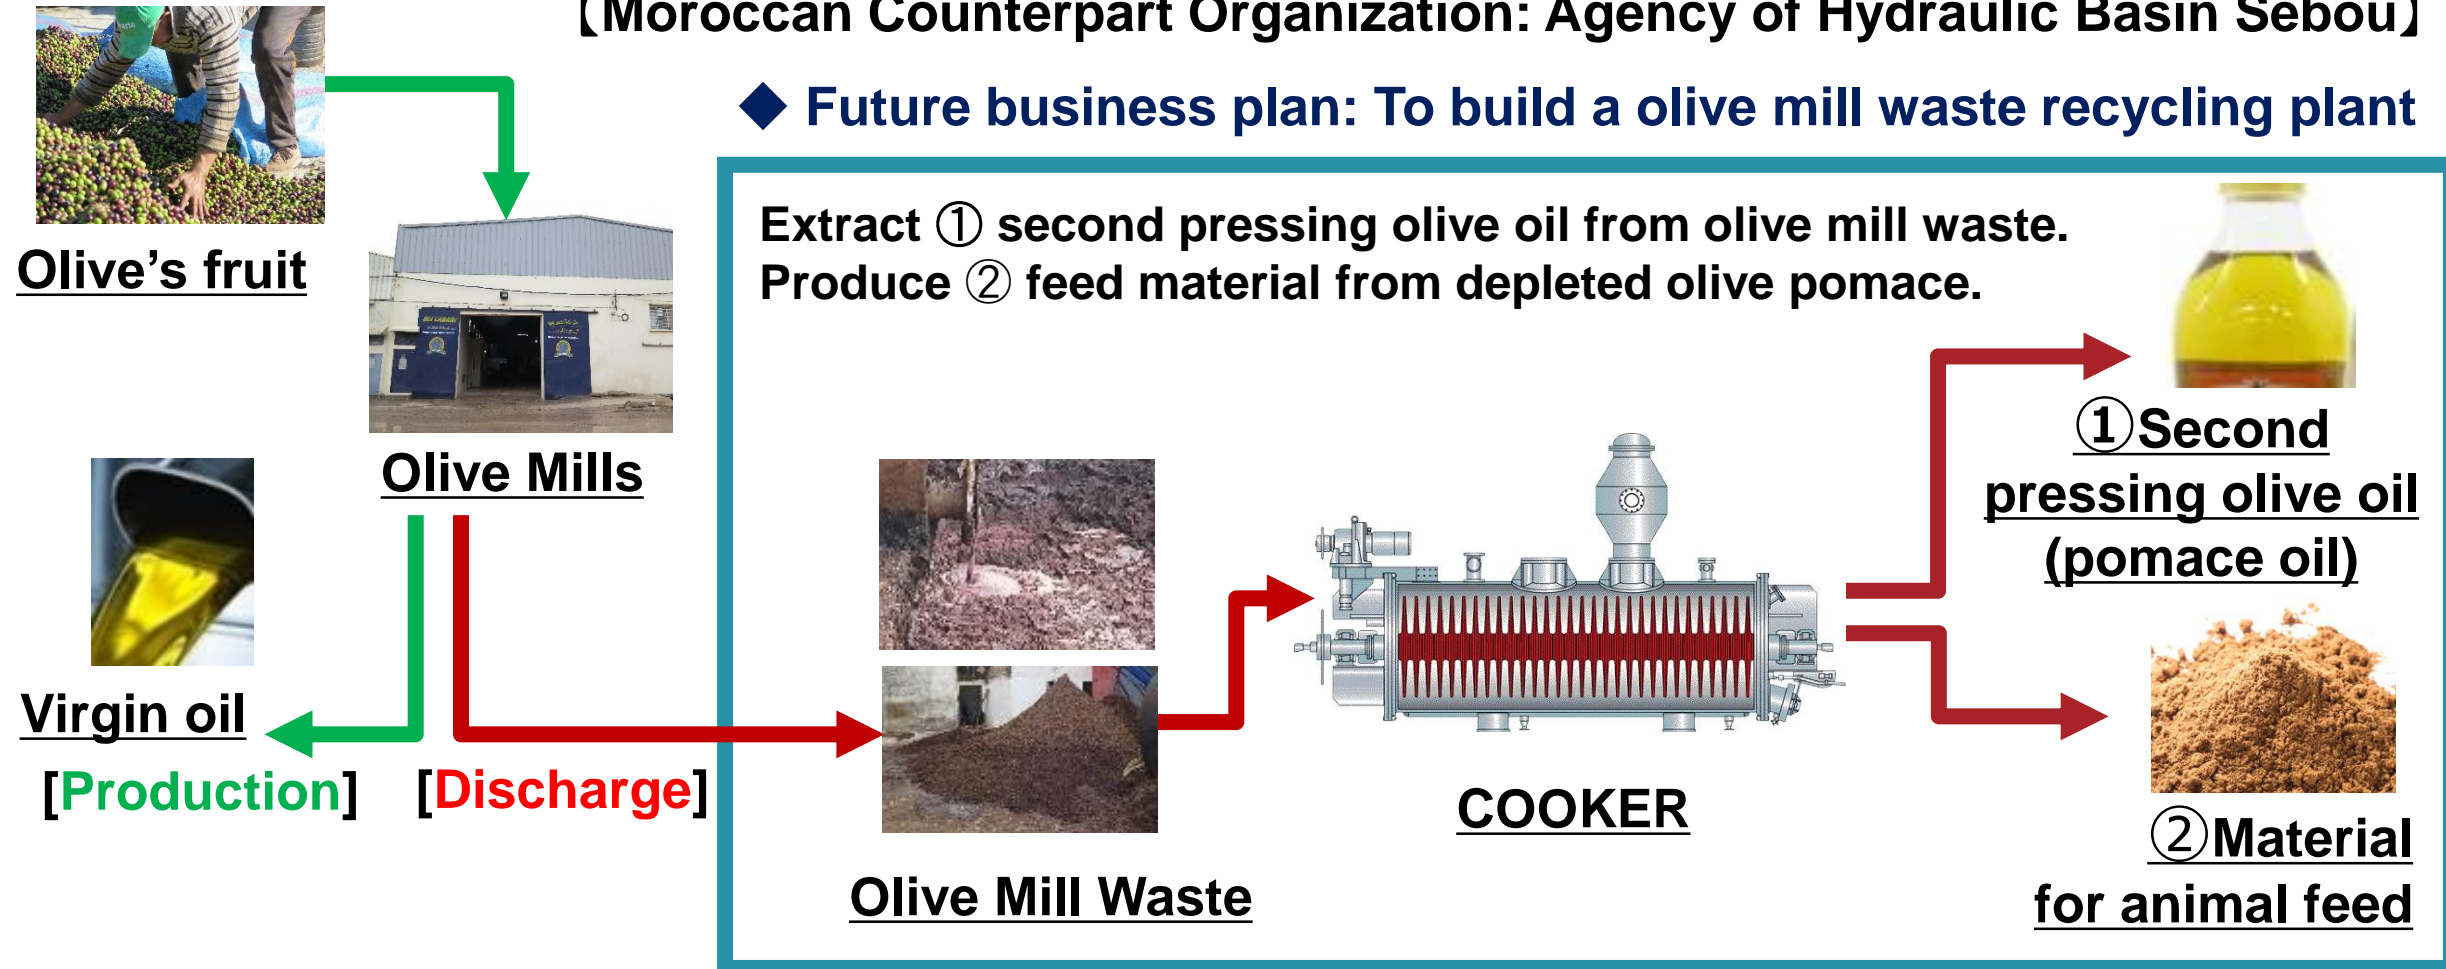 【Moroccan Counterpart Organization: Agency of Hydraulic Basin Sebou】
◆ Future business plan: To build a olive mill waste recycling plant
Olive's fruit
Extract ① second pressing olive oil from olive mill waste.
Produce ② feed material from depleted olive pomace.
Olive Mills
①Second
pressing olive oil
(pomace oil)
Virgin oil
[Production]
[Discharge]
COOKER
Olive Mill Waste
②Material
for animal feed